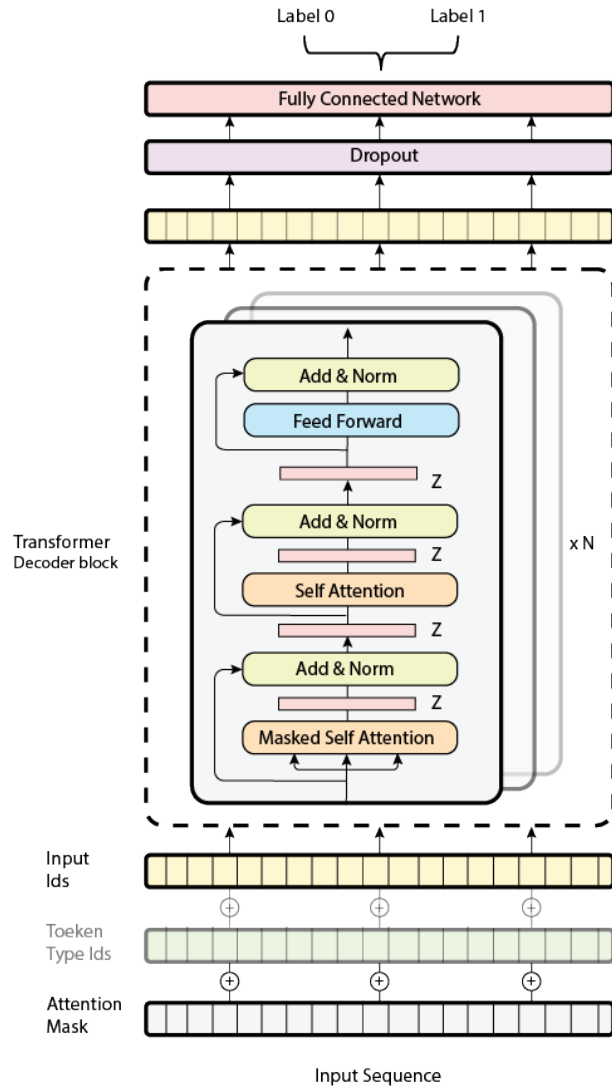 Label 0 Label 1
Fully Connected Network
Dropout
Add & Norm
Feed Forward
Z
Add & Norm
Z
Transformer
Decoder block
x N
Self Attention
Z
Add & Norm
Z
Masked Self Attention
Input
Ids
Toeken
Type Ids
Attention
Mask
Input Sequence